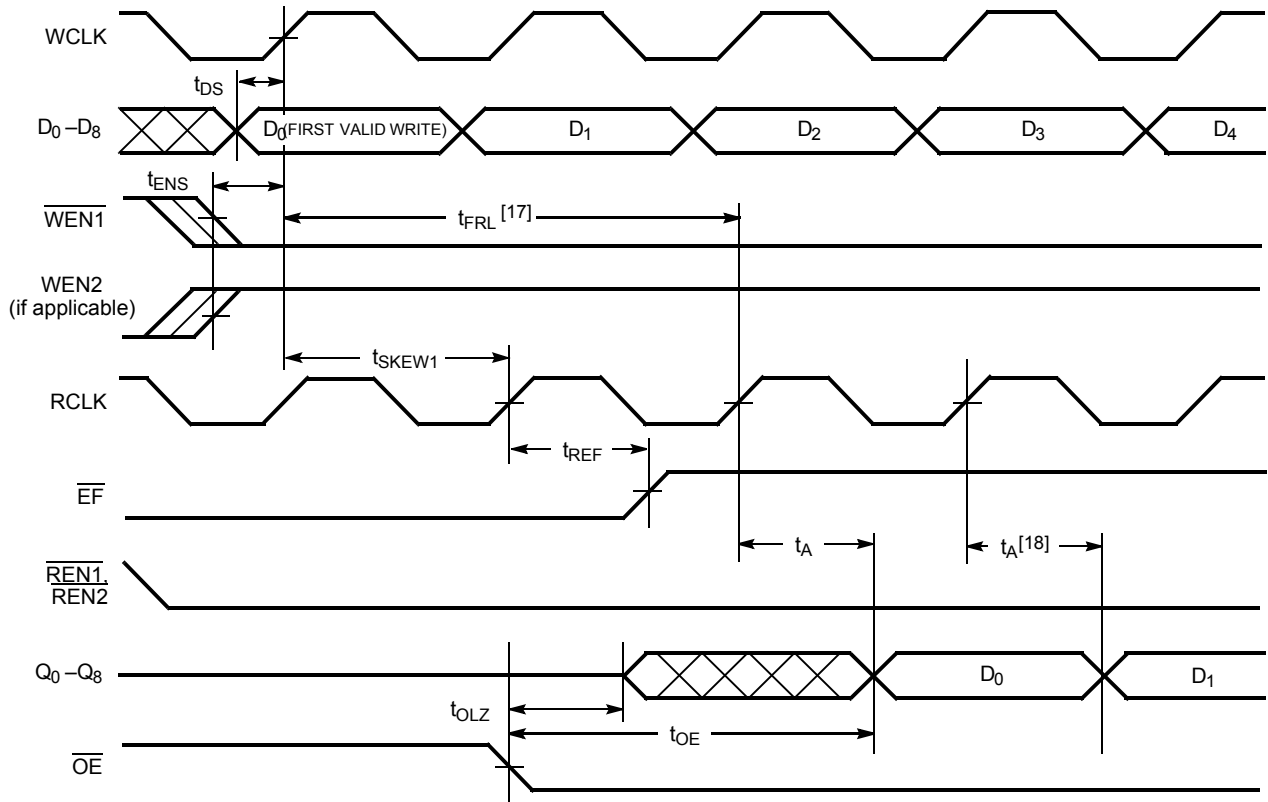 WCLK
tDS
D0 –D8
D0(FIRST VALID WRITE)
D1
D2
D3
D4
tENS
WEN1
tFRL [17]
WEN2
(if applicable)
tSKEW1
RCLK
tREF
EF
tA
tA[18]
REN1,
REN2
Q0 –Q8
D0
D1
tOLZ
tOE
OE